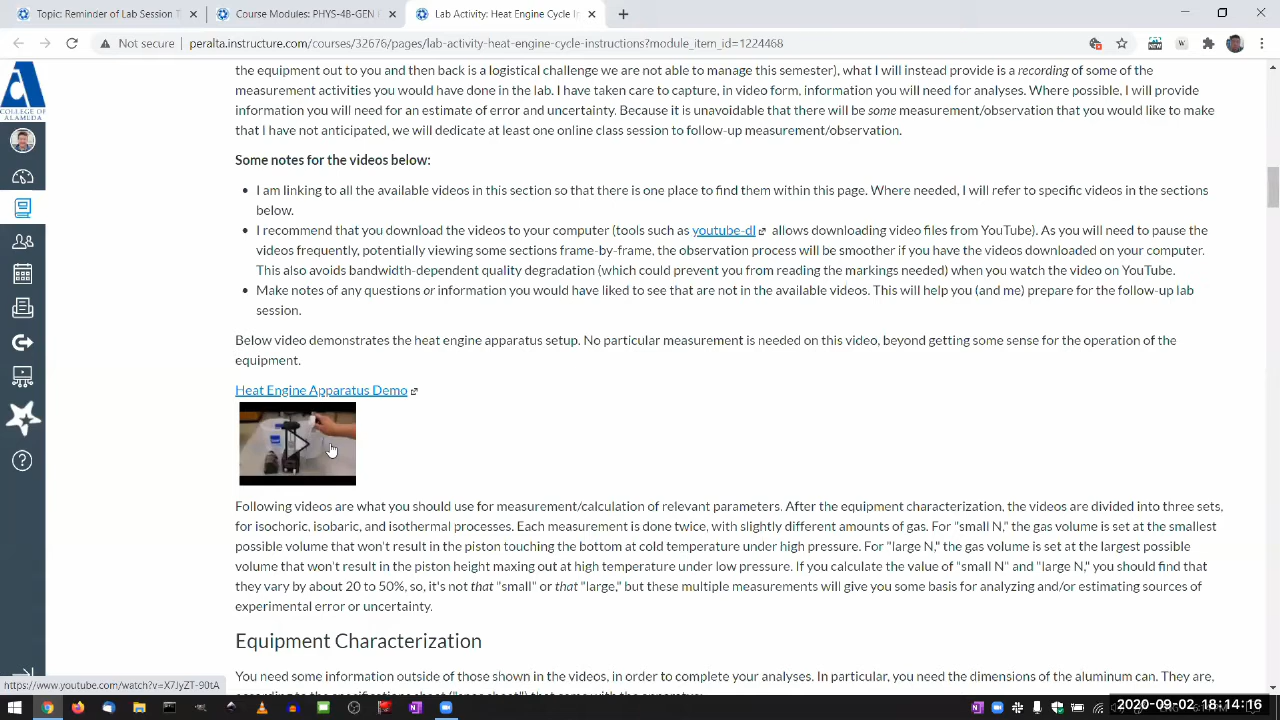 Topic: Reminder of Lab Session T
Course Modules: PHYS-4B-GEN
Lab Activity: Heat Engine Cycle I
Not secure
peralta.instructure.com/courses/32676/pages/lab-activity-heat-engine-cycle-instructions?module_item_id=1224468
COLLEGE OF
ALAMEDA
the equipment out to you and then back is a logistical challenge we are not able to manage this semester), what I will instead provide is a recording of some of the
measurement activities you would have done in the lab. I have taken care to capture, in video form, information you will need for analyses. Where possible, I will provide
information you will need for an estimate of error and uncertainty. Because it is unavoidable that there will be some measurement/observation that you would like to make
that I have not anticipated, we will dedicate at least one online class session to follow-up measurement/observation.
Some notes for the videos below:
I am linking to all the available videos in this section so that there is one place to find them within this page. Where needed, I will refer to specific videos in the sections
below.
I recommend that you download the videos to your computer (tools such as youtube-dl allows downloading video files from YouTube). As you will need to pause the
videos frequently, potentially viewing some sections frame-by-frame, the observation process will be smoother if you have the videos downloaded on your computer.
This also avoids bandwidth-dependent quality degradation (which could prevent you from reading the markings needed) when you watch the video on YouTube.
Make notes of any questions or information you would have liked to see that are not in the available videos. This will help you (and me) prepare for the follow-up lab
session.
Below video demonstrates the heat engine apparatus setup. No particular measurement is needed on this video, beyond getting some sense for the operation of the
equipment.
Heat Engine Apparatus Demo
Following videos are what you should use for measurement/calculation of relevant parameters. After the equipment characterization, the videos are divided into three sets,
for isochoric, isobaric, and isothermal processes. Each measurement is done twice, with slightly different amounts of gas. For "small N," the gas volume is set at the smallest
possible volume that won't result in the piston touching the bottom at cold temperature under high pressure. For "large N," the gas volume is set at the largest possible
volume that won't result in the piston height maxing out at high temperature under low pressure. If you calculate the value of "small N" and "large N," you should find that
they vary by about 20 to 50%, so, it's not that "small" or that "large," but these multiple measurements will give you some basis for analyzing and/or estimating sources of
experimental error or uncertainty.
Equipment Characterization
You need some information outside of those shown in the videos, in order to complete your analyses. In particular, you need the dimensions of the aluminum can. They are,
https://www.youtube.com/watch?v=X7JyZT-90tA
2020-09-02 18:14:16